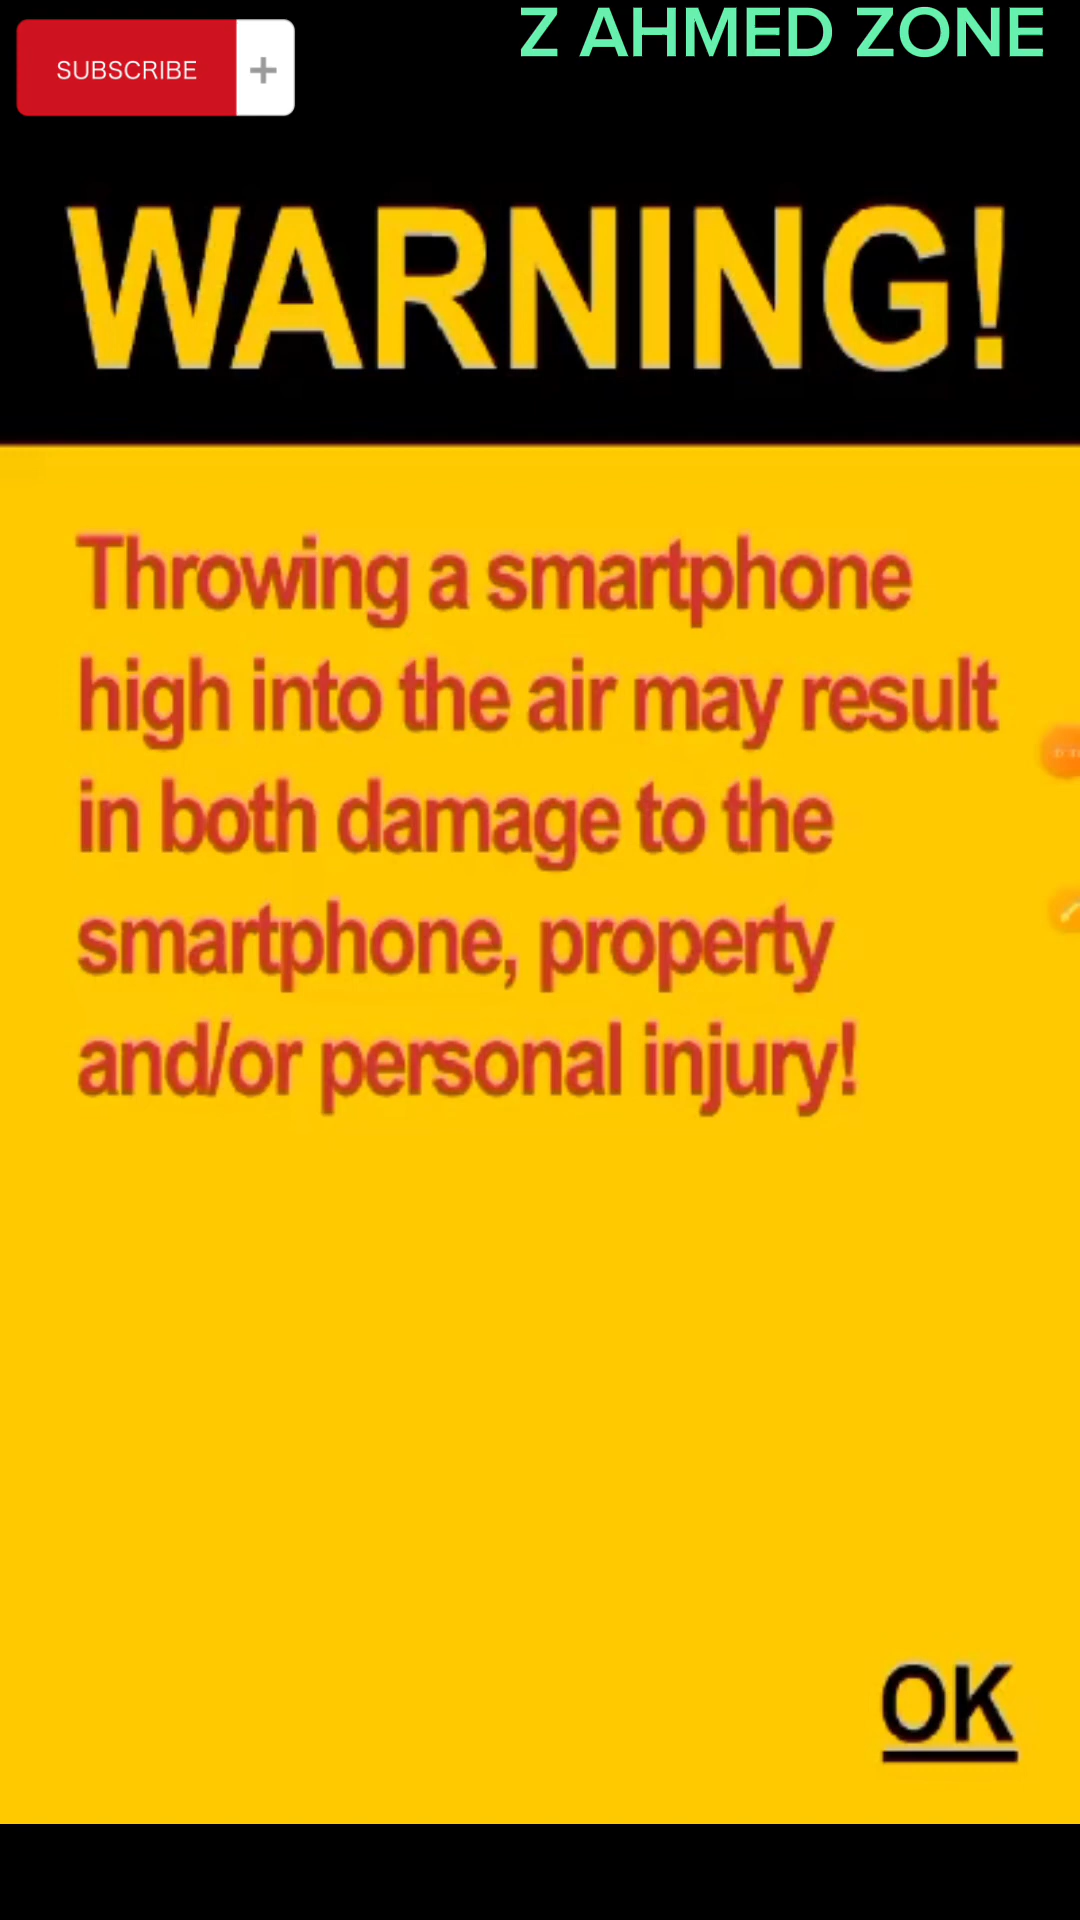 SUBSCRIBE
Z AHMED ZONE
WARNING!
Throwing a smartphone
high into the air may result
in both damage to the
smartphone, property
and/or personal injury!
OK